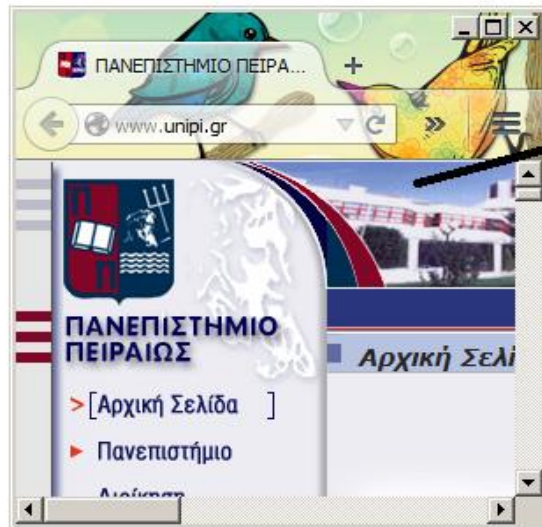 ΠΑΝΕΠΙΣΤΗΜΙΟ ΠΕΙΡΑ...
www.unipi.gr
ΠΑΝΕΠΙΣΤΗΜΙΟ
ΠΕΙΡΑΙΩΣ
Αρχική Σελί
>[Αρχική Σελίδα ]
Πανεπιστήμιο